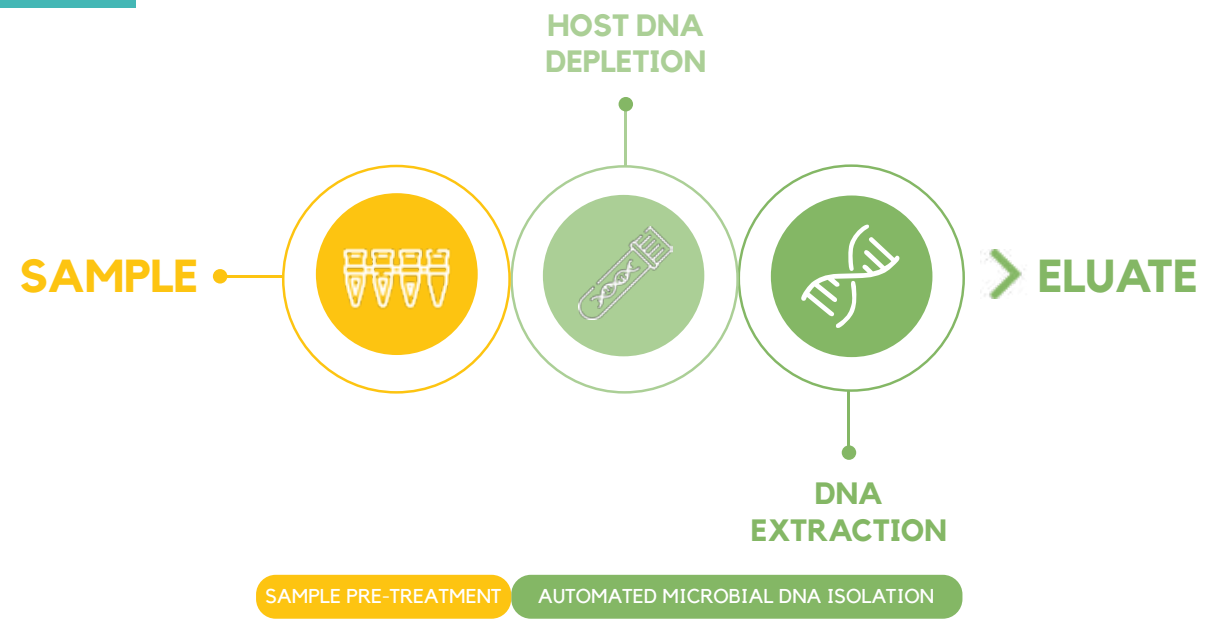 HOST DNA
DEPLETION
SAMPLE
ELUATE
DNA
EXTRACTION
SAMPLE PRE-TREATMENT
AUTOMATED MICROBIAL DNA ISOLATION